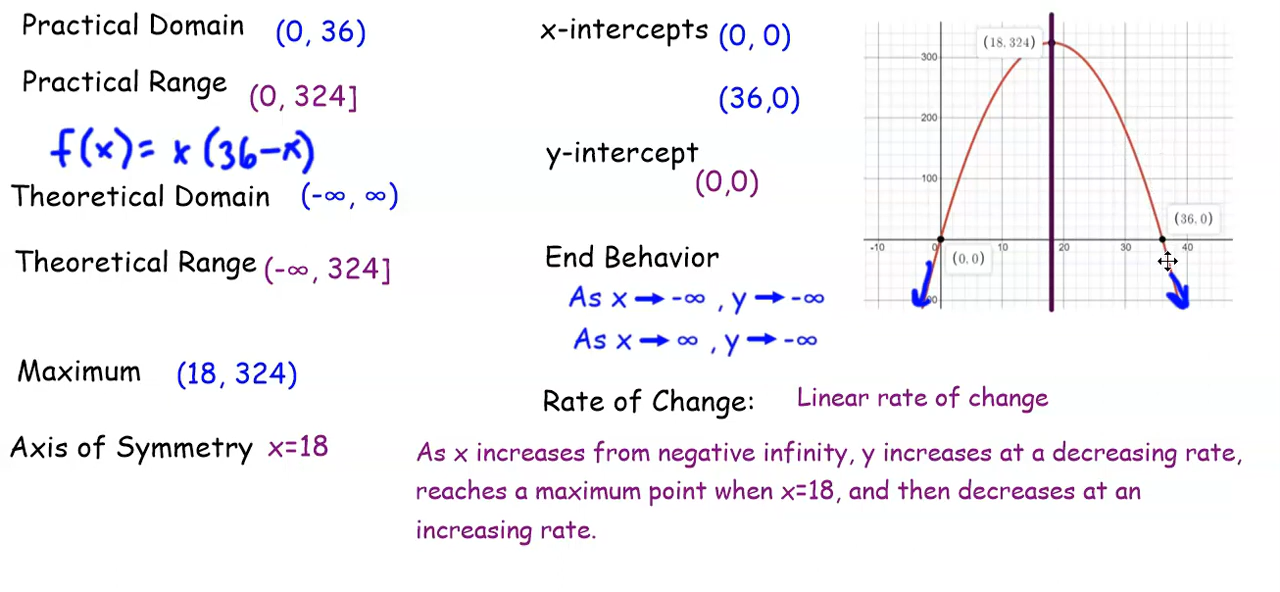 Practical Domain (0, 36)
Practical Range (0, 324]
f(x)= x (36-x)
Theoretical Domain (-∞, ∞)
Theoretical Range (-∞, 324]
Maximum (18, 324)
Axis of Symmetry x=18
x-intercepts (0, 0)
(36,0)
y-intercept
(0,0)
End Behavior
As x → -∞ , y → -∞
As x → ∞ , y → -∞
Rate of Change: Linear rate of change
As x increases from negative infinity, y increases at a decreasing rate,
reaches a maximum point when x=18, and then decreases at an
increasing rate.
(18, 324)
300
200
100
(36, 0)
-10 0 10 20 30 40
(0, 0)